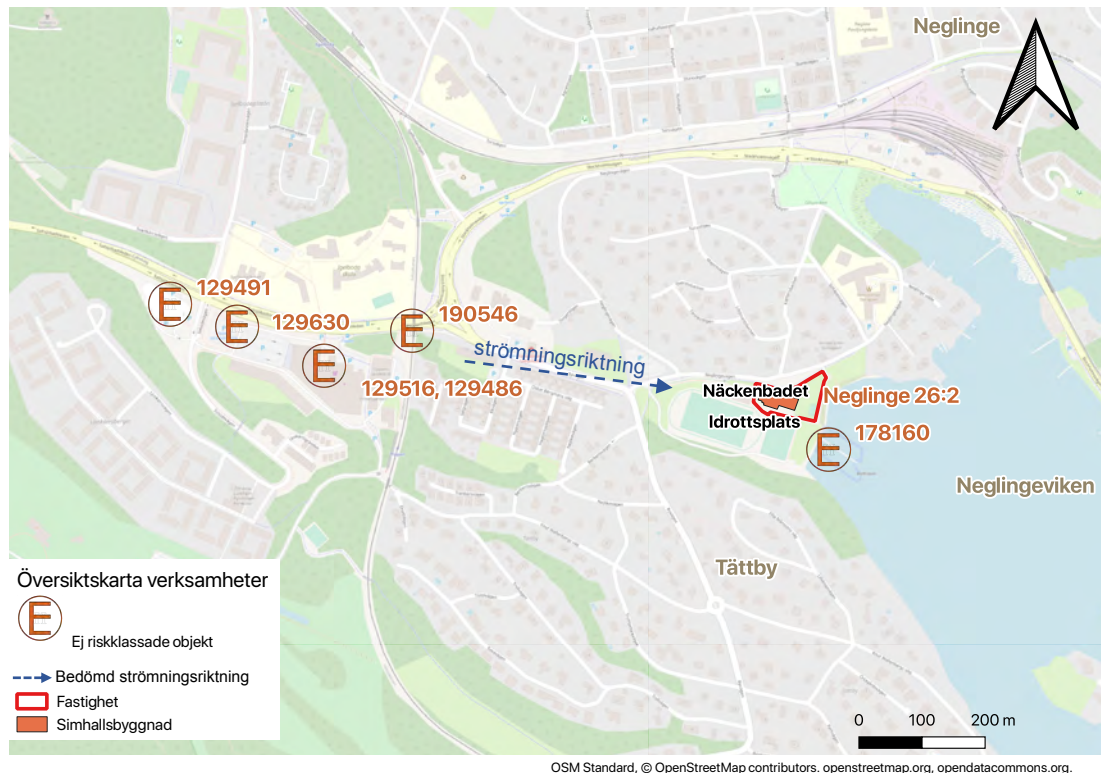 Neglinge
129491
129630
190546
strömningsriktning
129516, 129486
Näckenbadet
Neglinge 26:2
Idrottsplats
178160
Neglingeviken
Tättby
Översiktskarta verksamheter
Ej riskklassade objekt
Bedömd strömningsriktning
Fastighet
Simhallsbyggnad
0 100 200 m
OSM Standard, © OpenStreetMap contributors. openstreetmap.org, opendatacommons.org.